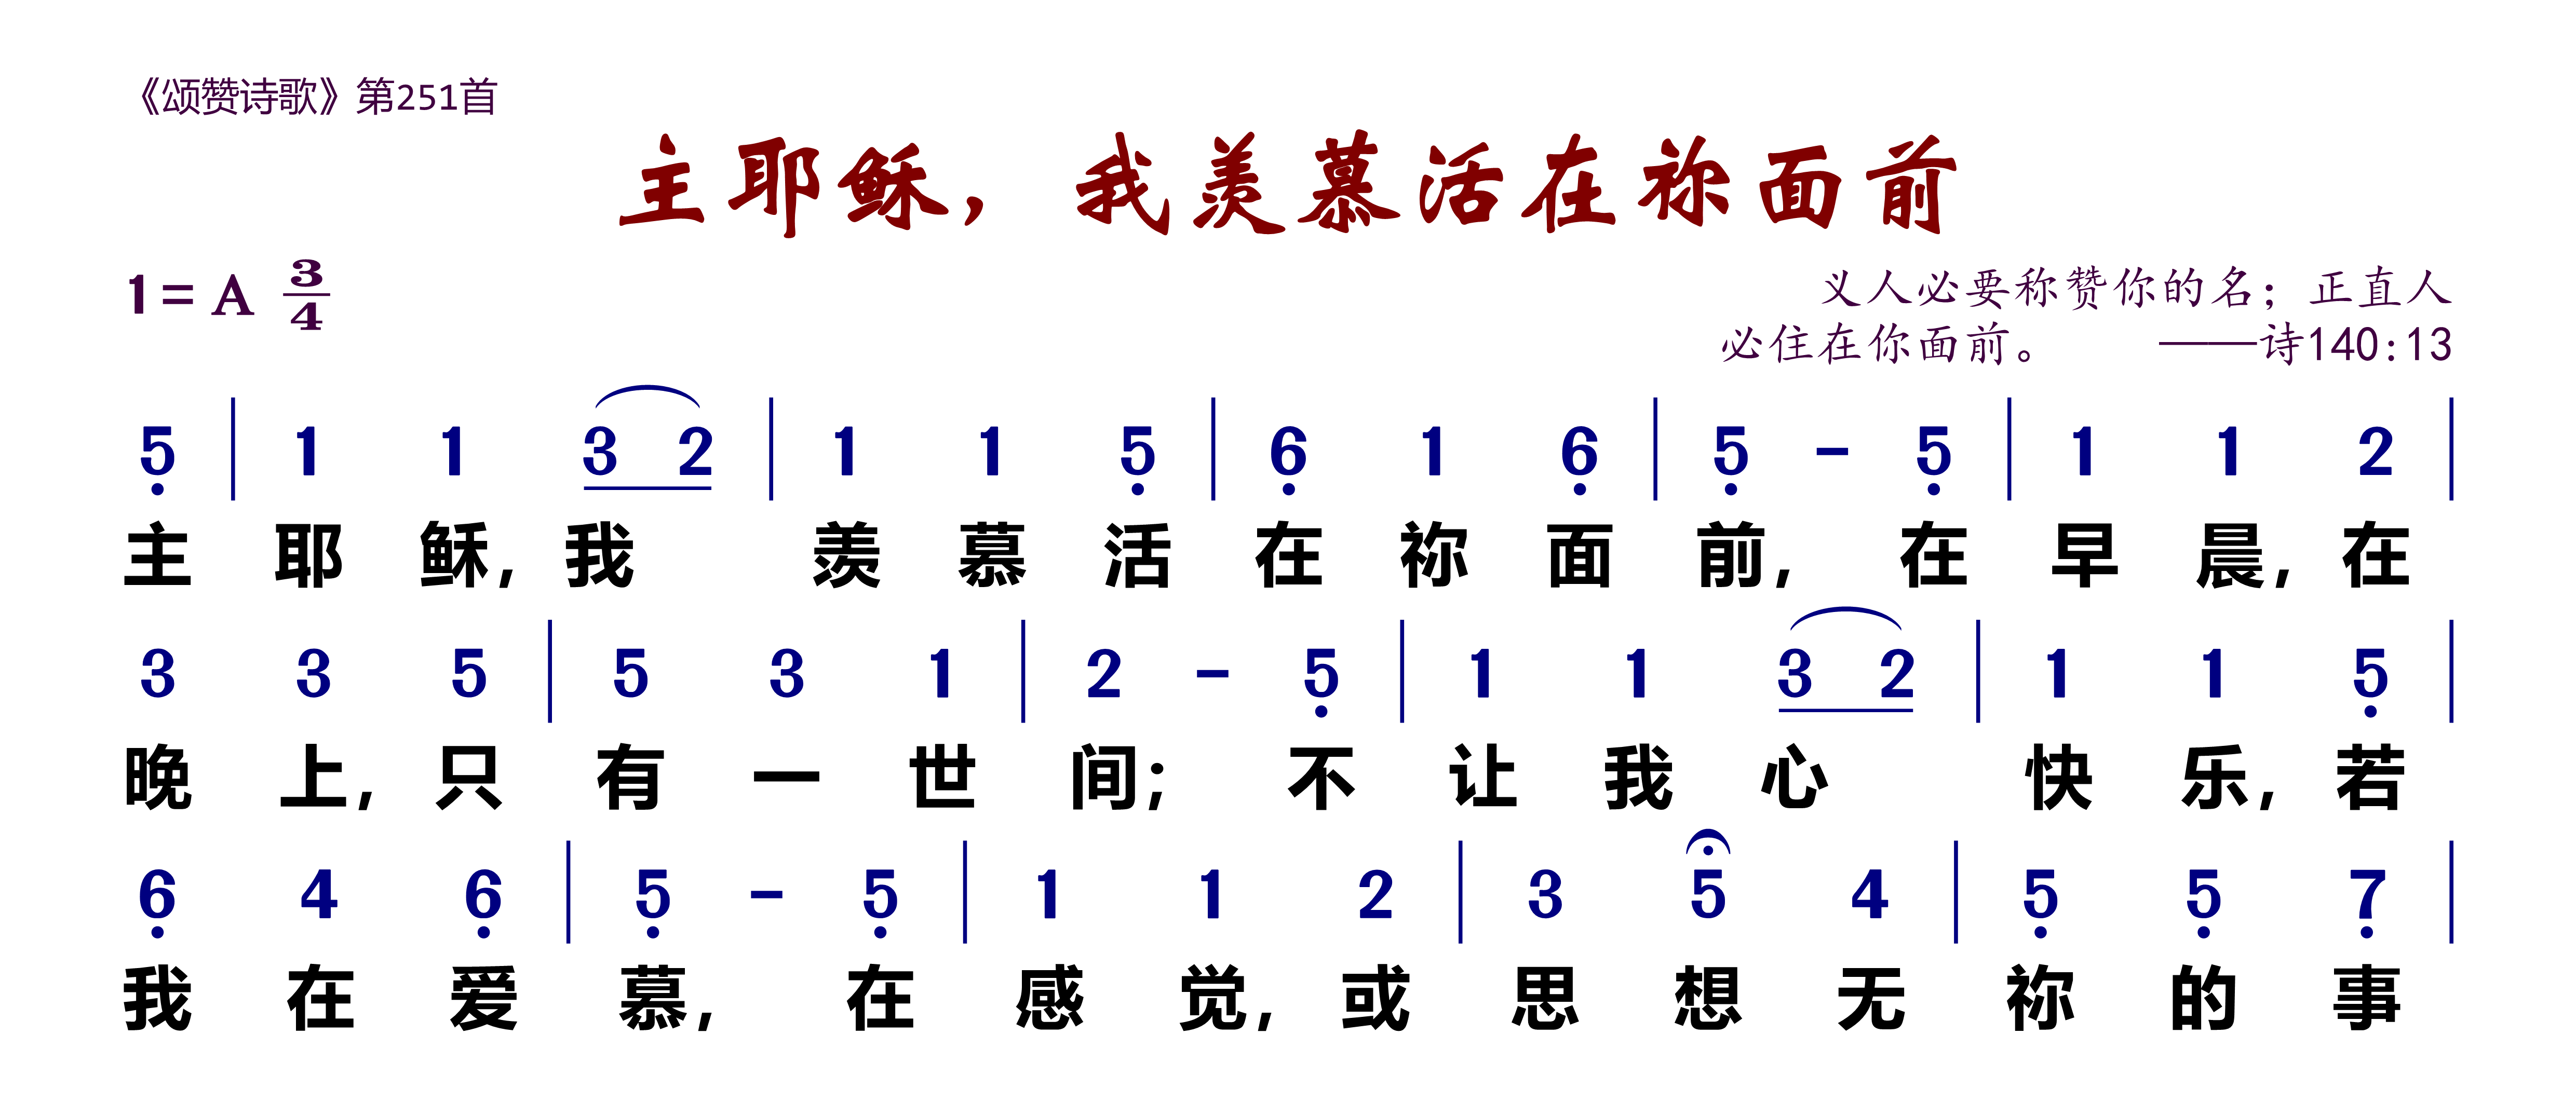 《颂赞诗歌》第251首
主耶稣，我羡慕活在祢面前
1= A 3/4
义人必要称赞你的名；正直人
必住在你面前。 ——诗140:13
5̣ | 1 1 3 2 | 1 1 5̣ | 6̣ 1 6̣ | 5̣ - 5̣ | 1 1 2 |
主耶稣，我羡慕活在祢面前，在早晨，在
3 3 5 | 5 3 1 | 2 - 5̣ | 1 1 3 2 | 1 1 5̣ |
晚上，只有一世间；不让我心快乐，若
6̣ 4 6̣ | 5̣ - 5̣ | 1 1 2 | 3 5 4 | 5̣ 5̣ 7̣ |
我在爱慕，在感觉，或思想无祢的事